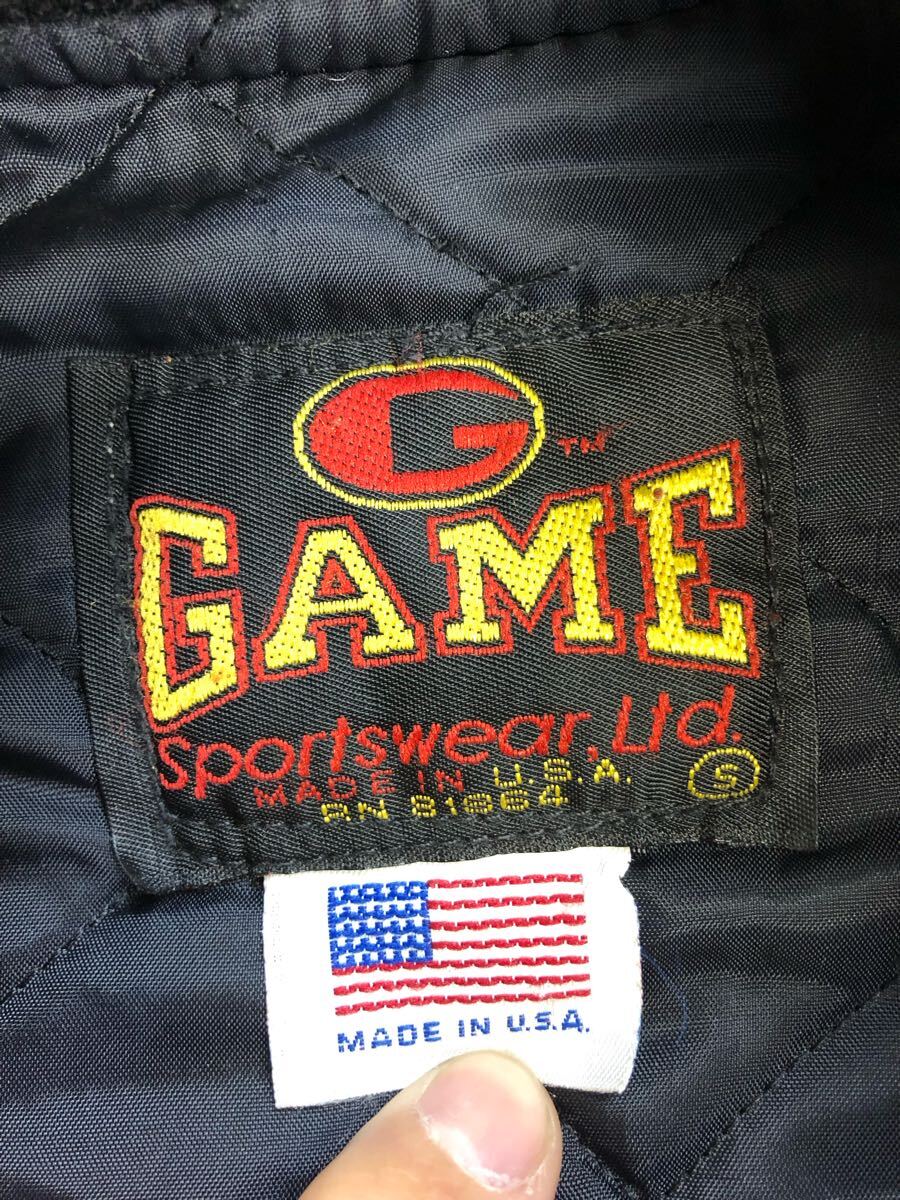 G TM
GAME
Sportswear, Ltd.
MADE IN U.S.A.
RN 81864 S
MADE IN U.S.A.